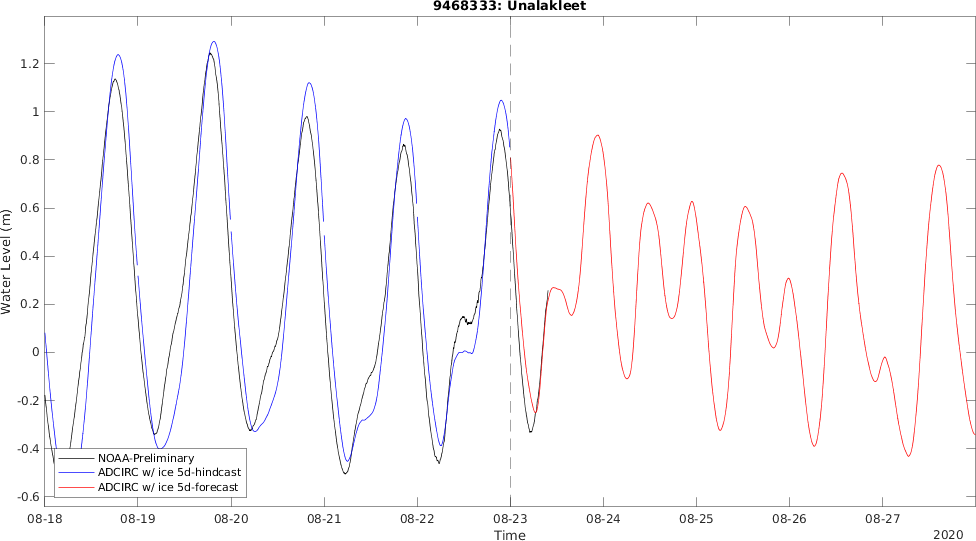 9468333: Unalakleet
Water Level (m)
1.2
1
0.8
0.6
0.4
0.2
0
-0.2
-0.4
-0.6
NOAA-Preliminary
ADCIRC w/ ice 5d-hindcast
ADCIRC w/ ice 5d-forecast
08-18 08-19 08-20 08-21 08-22 08-23 08-24 08-25 08-26 08-27
Time
2020